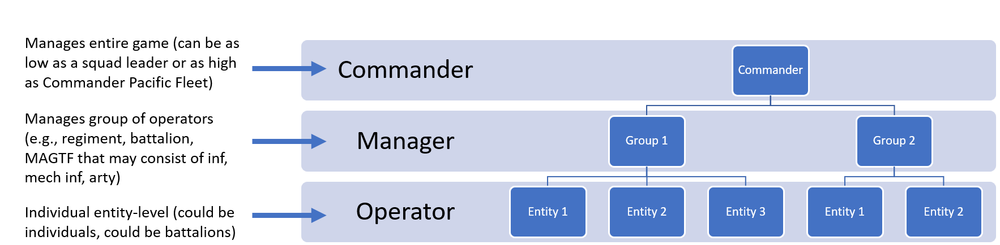 Manages entire game (can be as
low as a squad leader or as high
as Commander Pacific Fleet)
Commander
Commander
Manages group of operators
(e.g., regiment, battalion,
MAGTF that may consist of inf,
mech inf, arty)
Manager
Group 1
Group 2
Individual entity-level (could be
individuals, could be battalions)
Operator
Entity 1
Entity 2
Entity 3
Entity 1
Entity 2